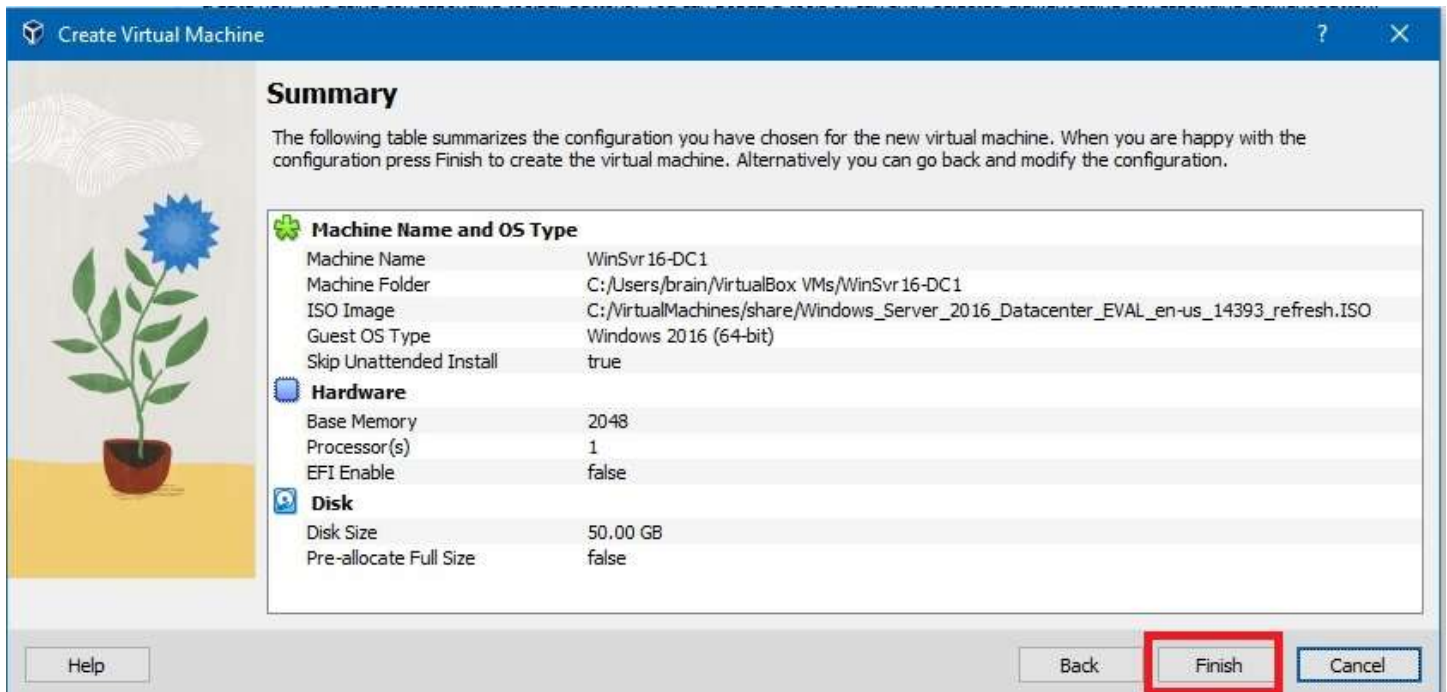 Create Virtual Machine
?
Summary
The following table summarizes the configuration you have chosen for the new virtual machine. When you are happy with the
configuration press Finish to create the virtual machine. Alternatively you can go back and modify the configuration.
Machine Name and OS Type
Machine Name WinSvr16-DC1
Machine Folder C:/Users/brain/VirtualBox VMs/WinSvr16-DC1
ISO Image C:/VirtualMachines/share/Windows_Server_2016_Datacenter_EVAL_en-us_14393_refresh.ISO
Guest OS Type Windows 2016 (64-bit)
Skip Unattended Install true
Hardware
Base Memory 2048
Processor(s) 1
EFI Enable false
Disk
Disk Size 50.00 GB
Pre-allocate Full Size false
Help Back Finish Cancel